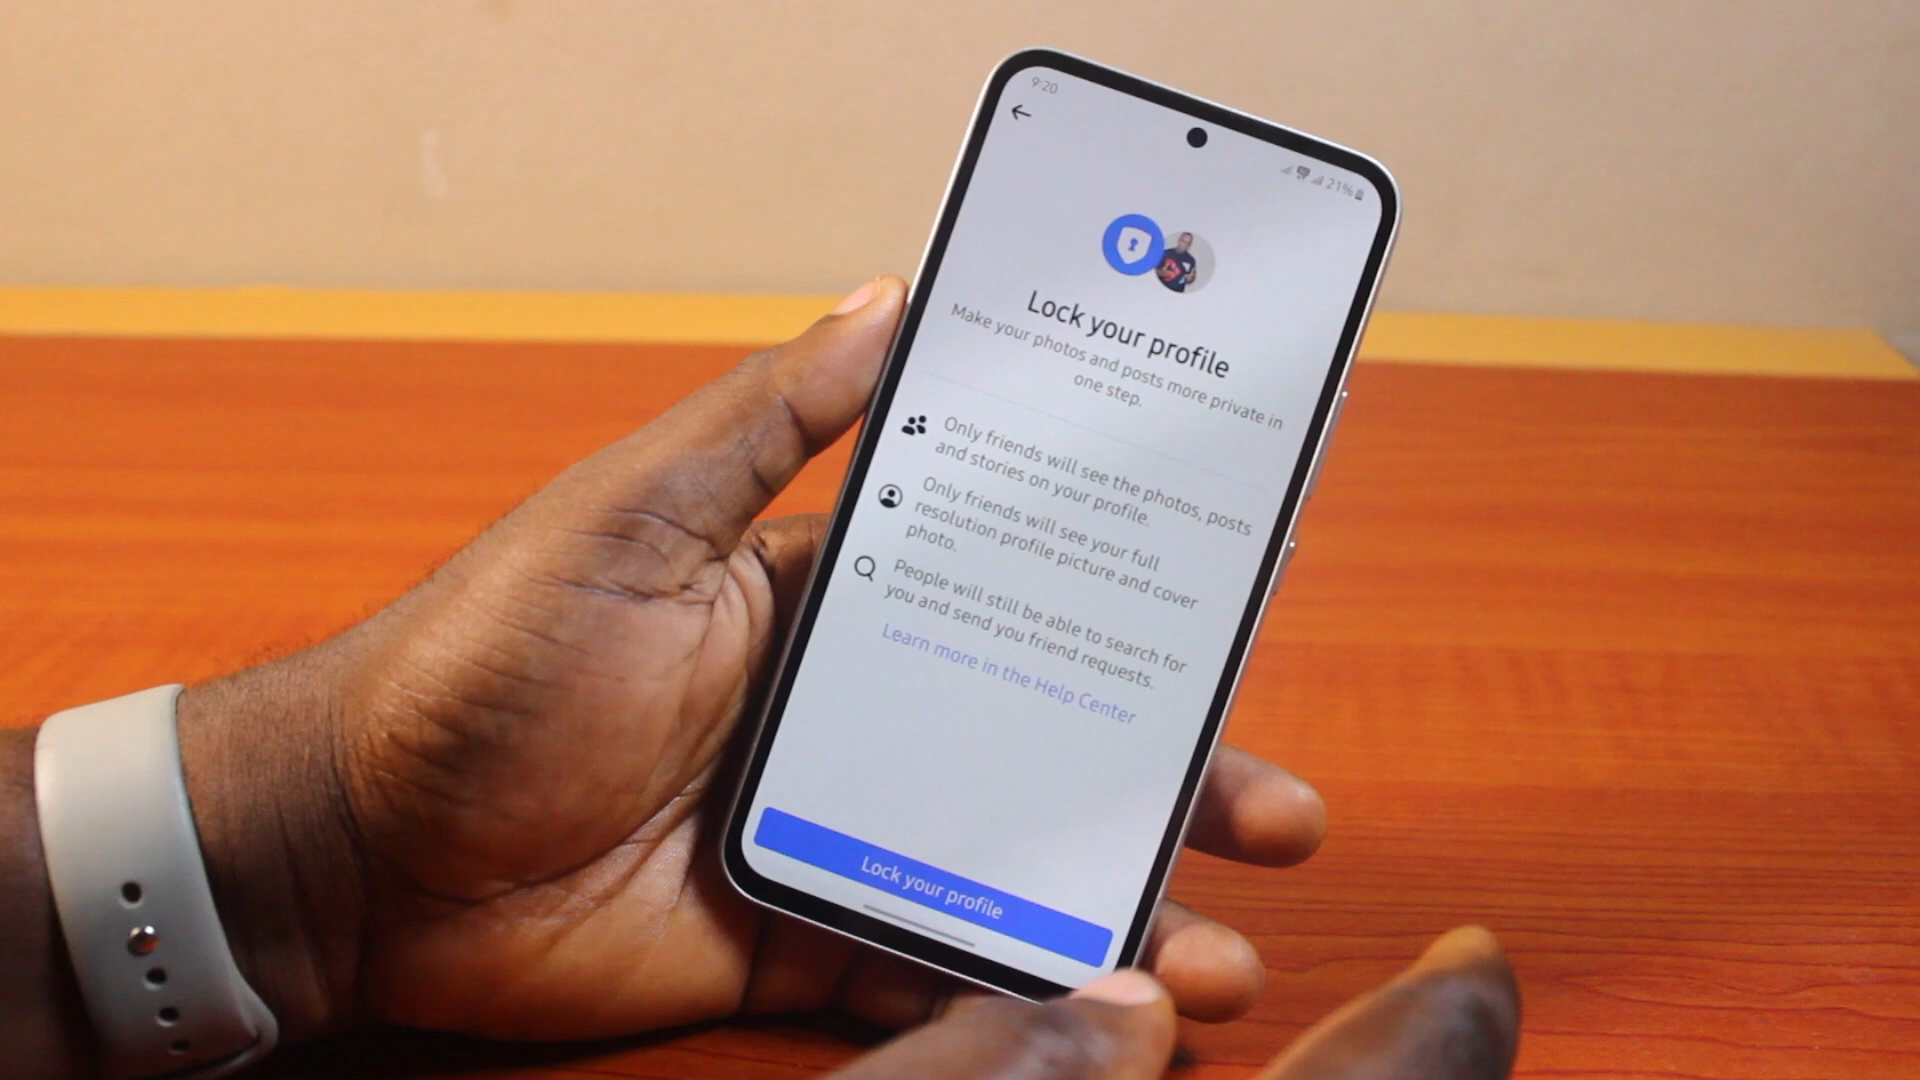 9:20
21%
Lock your profile
Make your photos and posts more private in
one step.
Only friends will see the photos, posts
and stories on your profile.
Only friends will see your full
resolution profile picture and cover
photo.
People will still be able to search for
you and send you friend requests.
Learn more in the Help Center
Lock your profile